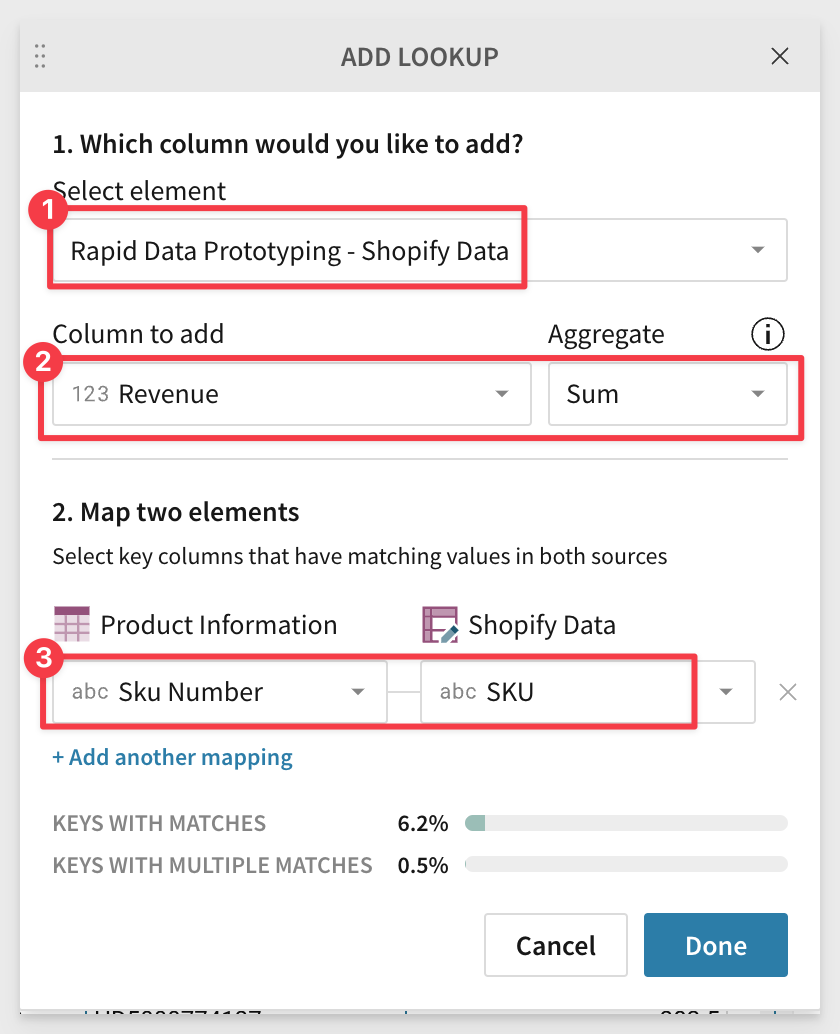 ADD LOOKUP
1. Which column would you like to add?
Select element
1
Rapid Data Prototyping - Shopify Data
Column to add Aggregate i
2
123 Revenue Sum
2. Map two elements
Select key columns that have matching values in both sources
Product Information Shopify Data
3
abc Sku Number abc SKU
+ Add another mapping
KEYS WITH MATCHES 6.2%
KEYS WITH MULTIPLE MATCHES 0.5%
Cancel Done